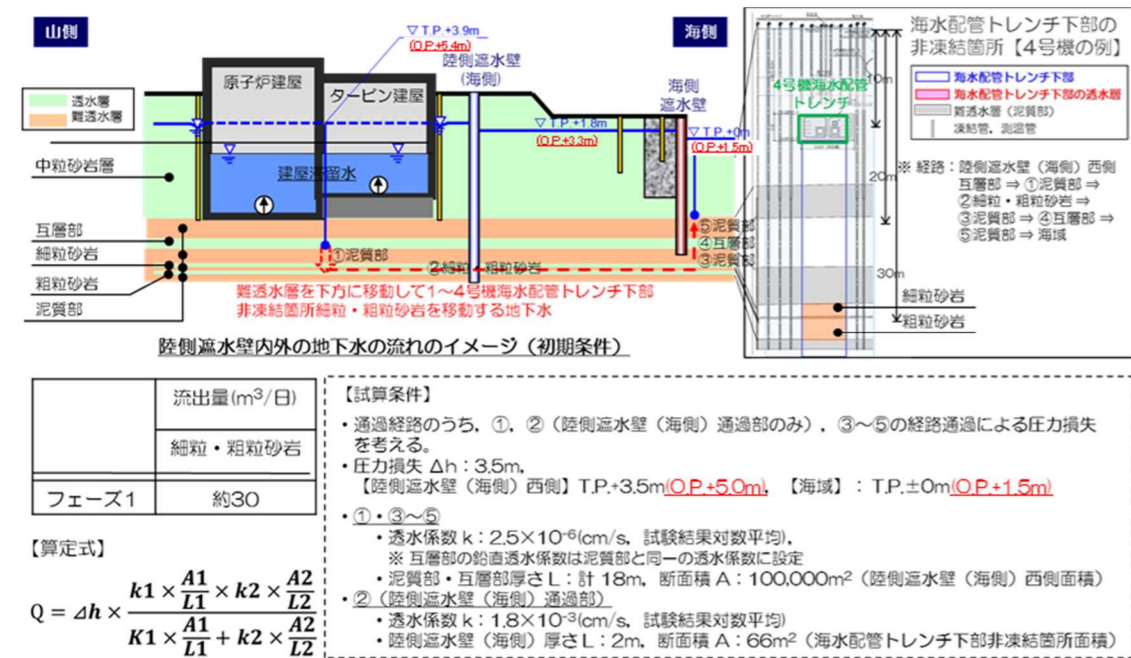 山側
▽ T.P.+3.9m
(O.P.+5.4m)
海側
陸側遮水壁
(海側)
海側
遮水壁
原子炉建屋
タービン建屋
透水層
難透水層
▽ T.P.+1.8m
(O.P.+3.3m)
▽ T.P.+0m
(O.P.+1.5m)
中粒砂岩層
建屋滞留水
互層部
細粒砂岩
粗粒砂岩
泥質部
①泥質部
②細粒・粗粒砂岩
⑤泥質部
④互層部
③泥質部
難透水層を下方に移動して1～4号機海水配管トレンチ下部
非凍結箇所細粒・粗粒砂岩を移動する地下水
陸側遮水壁内外の地下水の流れのイメージ（初期条件）
海水配管トレンチ下部の
非凍結箇所【4号機の例】
10m
4号機海水配管
トレンチ
海水配管トレンチ下部
海水配管トレンチ下部の透水層
難透水層（泥質部）
凍結管，測温管
20m
※ 経路：陸側遮水壁（海側）西側
互層部 ⇒ ①泥質部 ⇒
②細粒・粗粒砂岩 ⇒
③泥質部 ⇒ ④互層部 ⇒
⑤泥質部 ⇒ 海域
30m
細粒砂岩
粗粒砂岩
流出量(m³/日)
細粒・粗粒砂岩
フェーズ1 約30
【算定式】
Q = Δh × (k1 × A1/L1 × k2 × A2/L2) / (K1 × A1/L1 + k2 × A2/L2)
【試算条件】
・通過経路のうち，①，②（陸側遮水壁（海側）通過部のみ），③～⑤の経路通過による圧力損失
を考える。
・圧力損失 Δh：3.5m，
【陸側遮水壁（海側）西側】T.P.+3.5m(O.P.+5.0m)，【海域】：T.P.±0m(O.P.+1.5m)
・①・③～⑤
・透水係数 k：2.5×10⁻⁶(cm/s，試験結果対数平均)，
※ 互層部の鉛直透水係数は泥質部と同一の透水係数に設定
・泥質部・互層部厚さ L：計 18m，断面積 A：100,000m²（陸側遮水壁（海側）西側面積）
・②（陸側遮水壁（海側）通過部）
・透水係数 k：1.8×10⁻³(cm/s，試験結果対数平均)
・陸側遮水壁（海側）厚さ L：2m，断面積 A：66m²（海水配管トレンチ下部非凍結箇所面積）